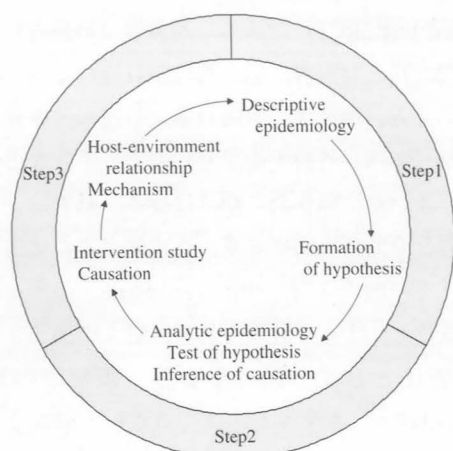 Descriptive
epidemiology
Step1
Formation
of hypothesis
Analytic epidemiology
Test of hypothesis
Inference of causation
Step2
Intervention study
Causation
Host-environment
relationship
Mechanism
Step3